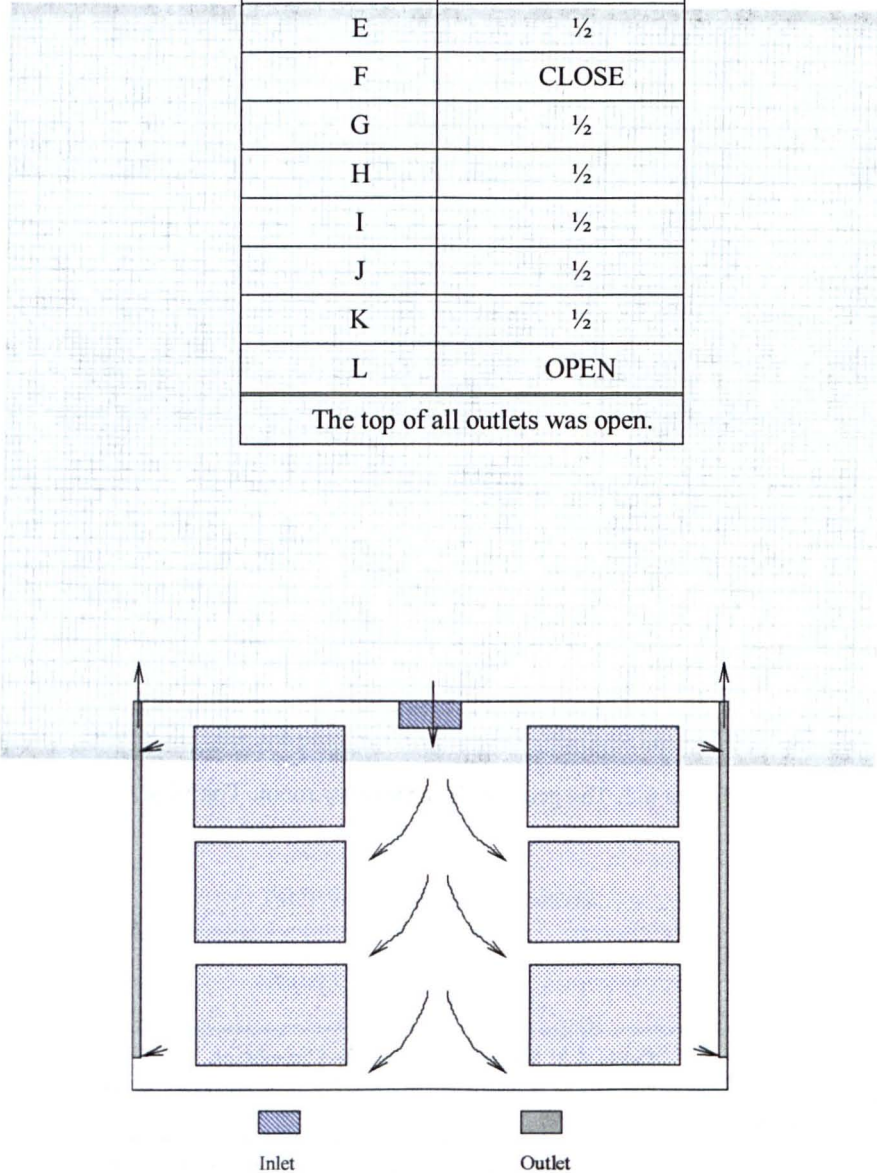 E ½
F CLOSE
G ½
H ½
I ½
J ½
K ½
L OPEN
The top of all outlets was open.
Inlet Outlet